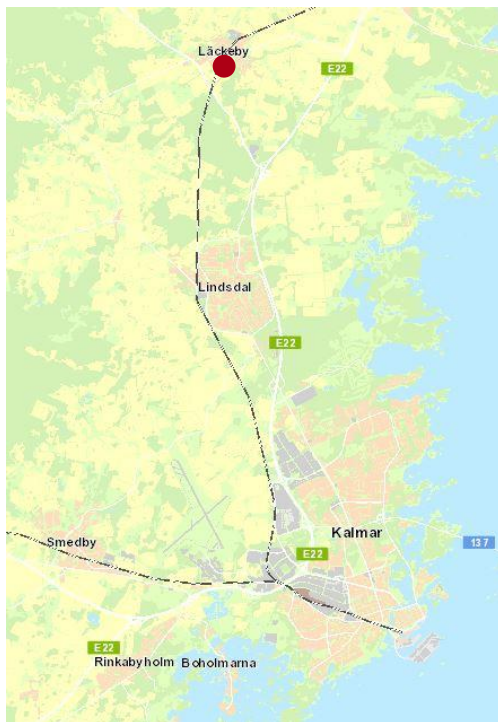 Läckeby
E22
Lindsdal
E22
Kalmar
Smedby
137
E22
E22
Rinkabyholm
Boholmarna